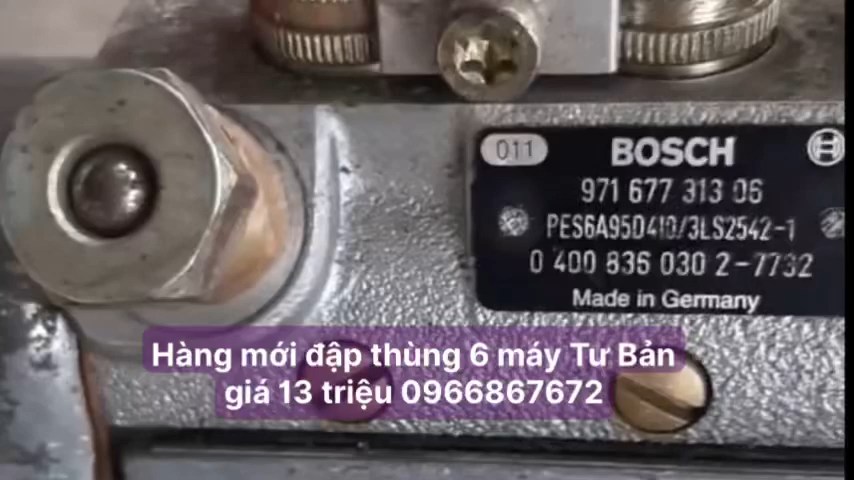 011
BOSCH
971 677 313 06
PES6A95D410/3LS2542-1
0 400 836 030 2-7732
Made in Germany
Hàng mới đập thùng 6 máy Tư Bản
giá 13 triệu 0966867672